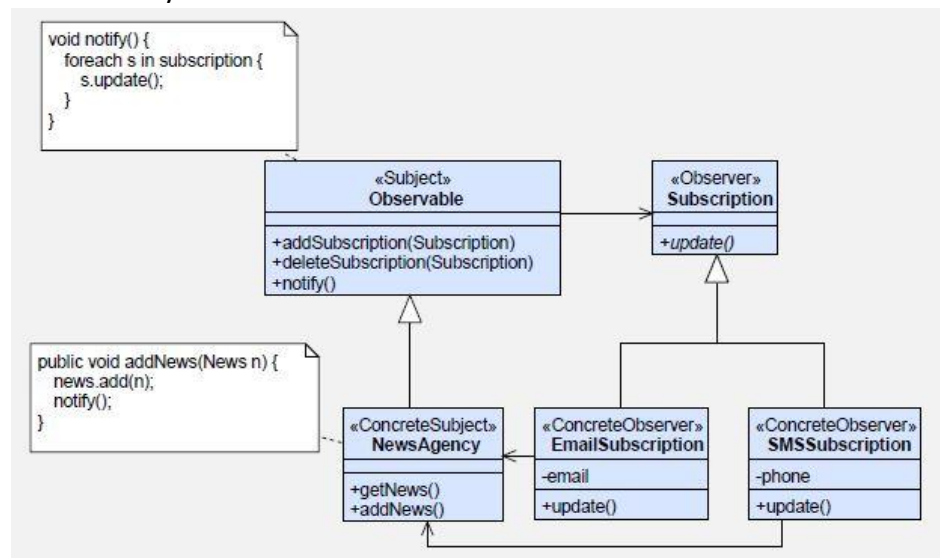 void notify() {
foreach s in subscription {
s.update();
}
}
«Subject»
Observable
+addSubscription(Subscription)
+deleteSubscription(Subscription)
+notify()
«Observer»
Subscription
+update()
public void addNews(News n) {
news.add(n);
notify();
}
«ConcreteSubject»
NewsAgency
+getNews()
+addNews()
«ConcreteObserver»
EmailSubscription
-email
+update()
«ConcreteObserver»
SMSSubscription
-phone
+update()